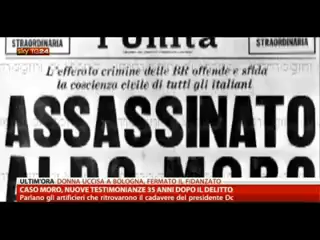 STRAORDINARIA
l'Unità
STRAORDINARIA
sky TG24
L'efferato crimine delle BR offende e sfida
la coscienza civile di tutti gli italiani
ASSASSINATO
ALDO MORO
ULTIM'ORA DONNA UCCISA A BOLOGNA, FERMATO IL FIDANZATO
CASO MORO, NUOVE TESTIMONIANZE 35 ANNI DOPO IL DELITTO
Parlano gli artificieri che ritrovarono il cadavere del presidente Dc